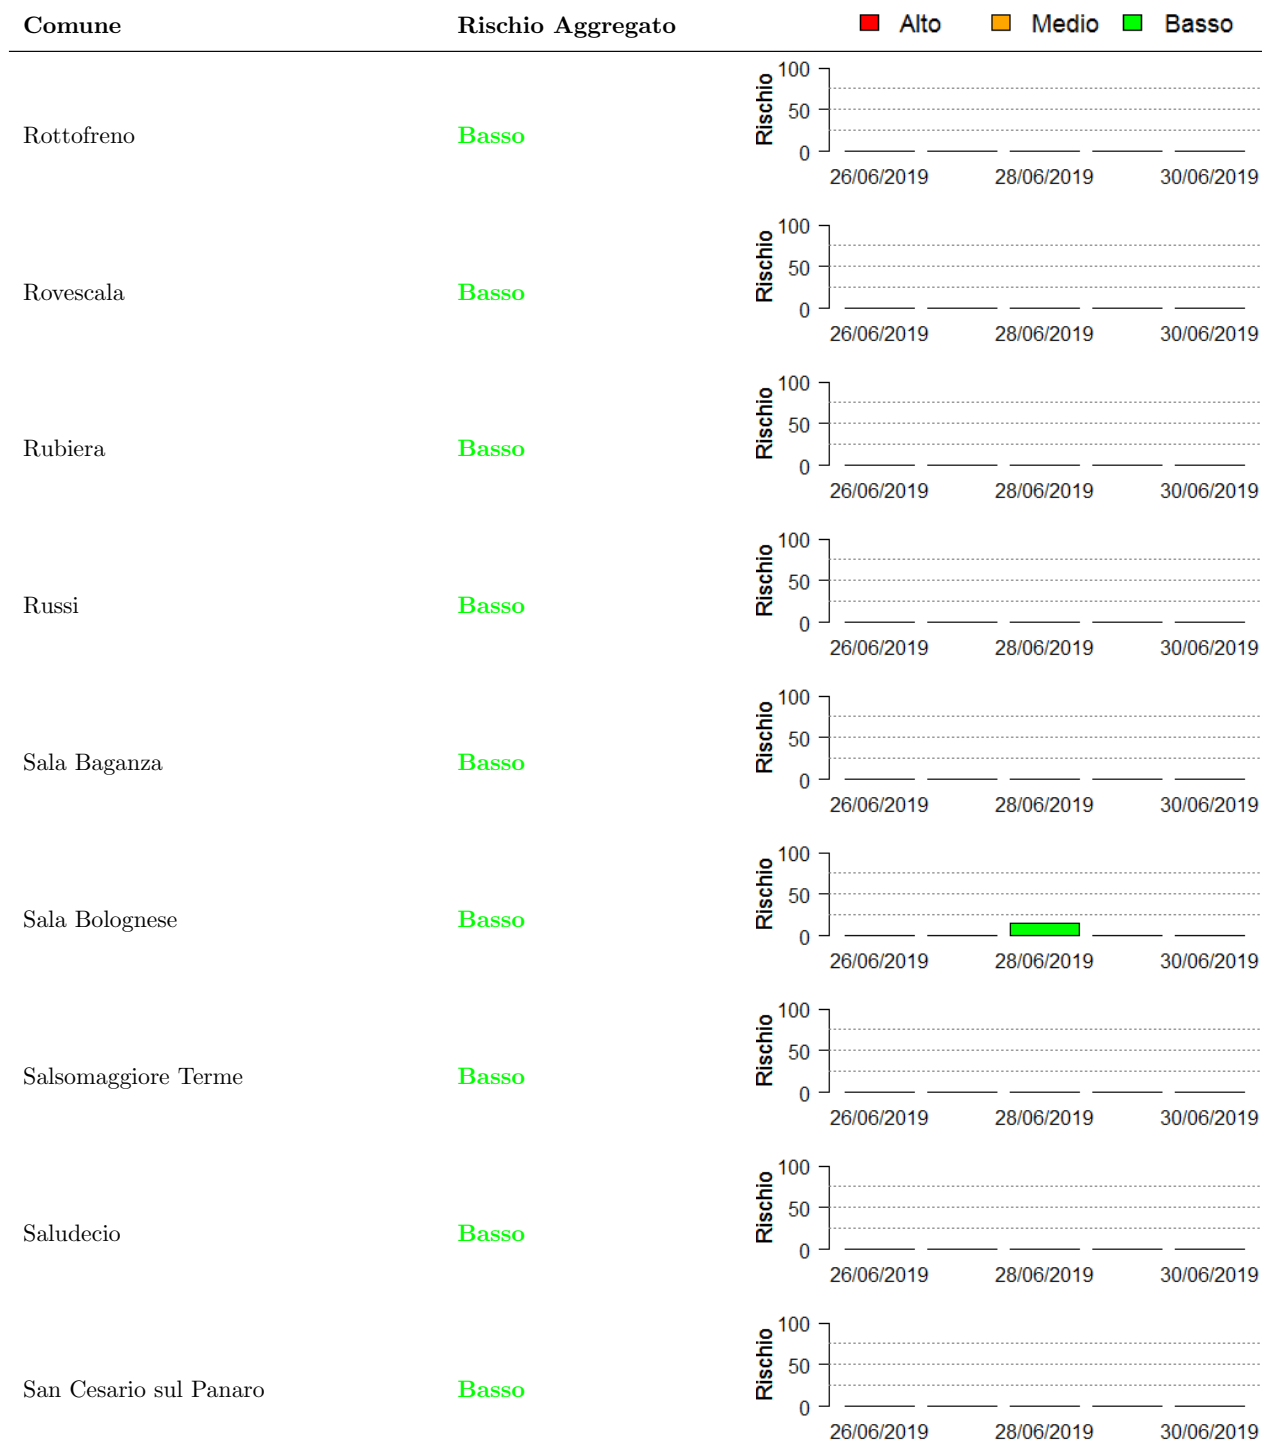 Comune Rischio Aggregato Alto Medio Basso
Rottofreno Basso
Rischio
100
50
0
26/06/2019 28/06/2019 30/06/2019
Rovescala Basso
Rischio
100
50
0
26/06/2019 28/06/2019 30/06/2019
Rubiera Basso
Rischio
100
50
0
26/06/2019 28/06/2019 30/06/2019
Russi Basso
Rischio
100
50
0
26/06/2019 28/06/2019 30/06/2019
Sala Baganza Basso
Rischio
100
50
0
26/06/2019 28/06/2019 30/06/2019
Sala Bolognese Basso
Rischio
100
50
0
26/06/2019 28/06/2019 30/06/2019
Salsomaggiore Terme Basso
Rischio
100
50
0
26/06/2019 28/06/2019 30/06/2019
Saludecio Basso
Rischio
100
50
0
26/06/2019 28/06/2019 30/06/2019
San Cesario sul Panaro Basso
Rischio
100
50
0
26/06/2019 28/06/2019 30/06/2019